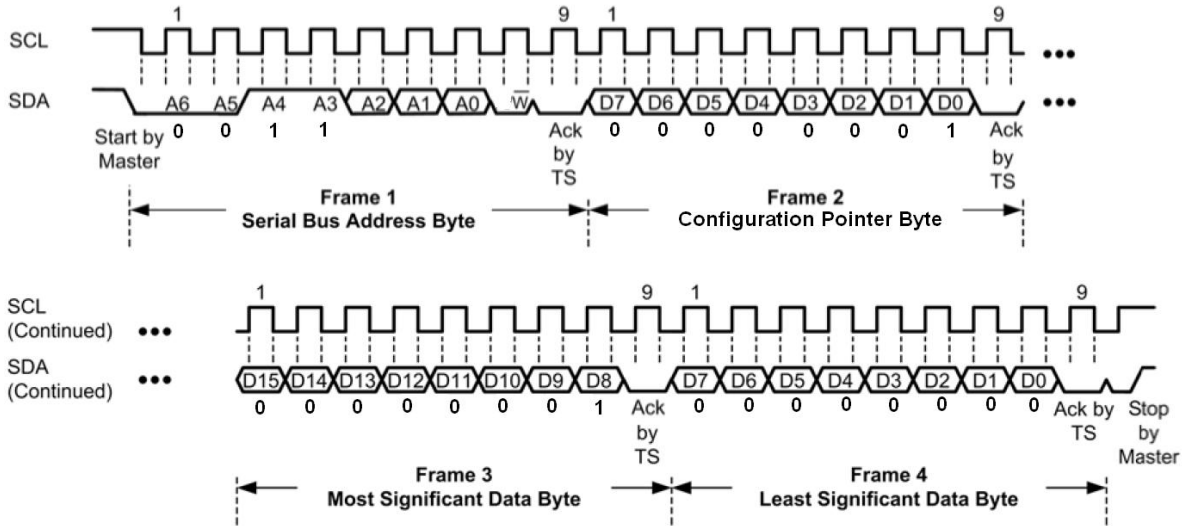 1 9 1 9
SCL
SDA A6 A5 A4 A3 A2 A1 A0 W D7 D6 D5 D4 D3 D2 D1 D0
0 0 1 1 0 0 0 0 0 0 0 1
Start by
Master
Ack
by
TS
Ack
by
TS
Frame 1
Serial Bus Address Byte
Frame 2
Configuration Pointer Byte
1 9 1 9
SCL
(Continued)
SDA
(Continued)
D15 D14 D13 D12 D11 D10 D9 D8 D7 D6 D5 D4 D3 D2 D1 D0
0 0 0 0 0 0 0 1 0 0 0 0 0 0 0 0
Ack
by
TS
Ack by
TS
Stop
by
Master
Frame 3
Most Significant Data Byte
Frame 4
Least Significant Data Byte